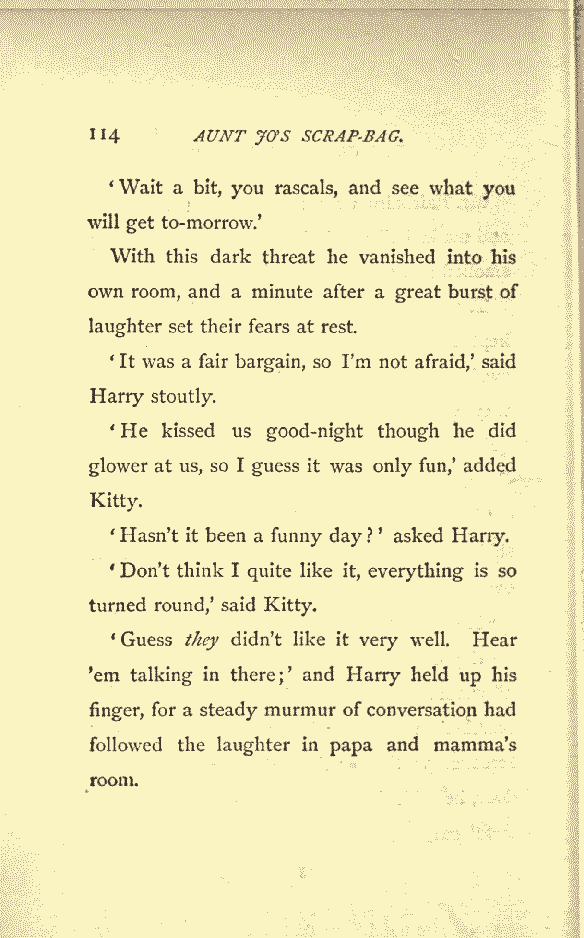 114 AUNT JO'S SCRAP-BAG.
‘Wait a bit, you rascals, and see what you
will get to-morrow.’
With this dark threat he vanished into his
own room, and a minute after a great burst of
laughter set their fears at rest.
‘It was a fair bargain, so I’m not afraid,’ said
Harry stoutly.
‘He kissed us good-night though he did
glower at us, so I guess it was only fun,’ added
Kitty.
‘Hasn’t it been a funny day?’ asked Harry.
‘Don’t think I quite like it, everything is so
turned round,’ said Kitty.
‘Guess they didn’t like it very well. Hear
’em talking in there;’ and Harry held up his
finger, for a steady murmur of conversation had
followed the laughter in papa and mamma’s
room.